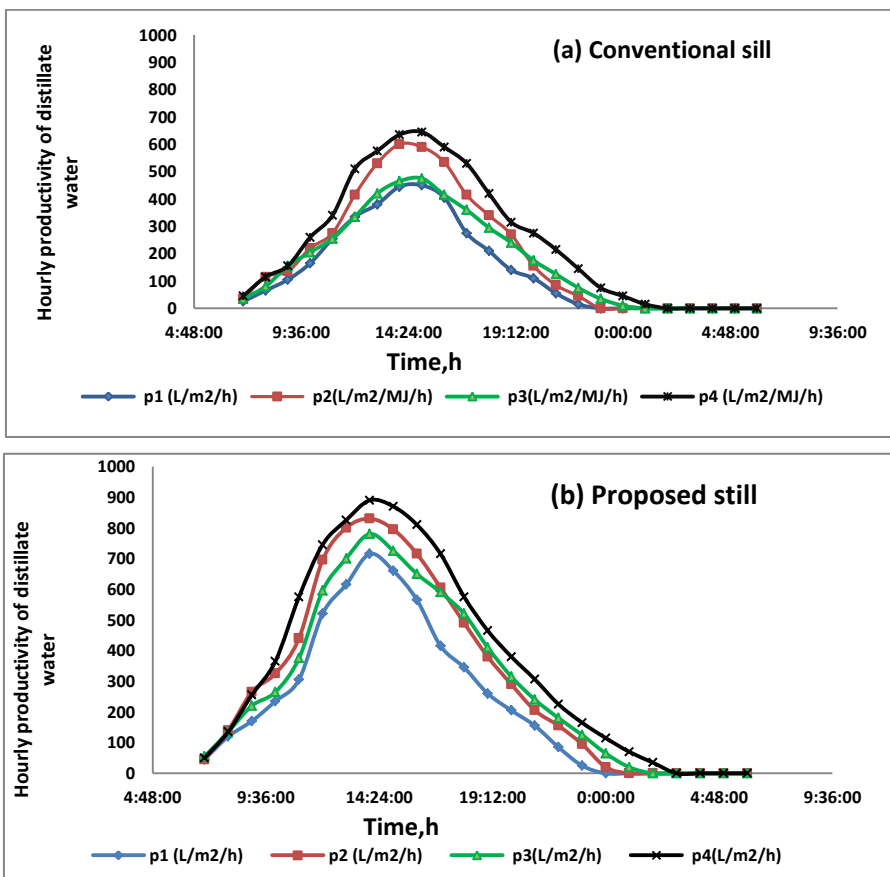 (a) Conventional sill
Hourly productivity of distillate
water
1000
900
800
700
600
500
400
300
200
100
0
4:48:00 9:36:00 14:24:00 19:12:00 0:00:00 4:48:00 9:36:00
Time,h
p1 (L/m2/h) p2(L/m2/MJ/h) p3(L/m2/MJ/h) p4 (L/m2/MJ/h)
(b) Proposed still
Hourly productivity of distillate
water
1000
900
800
700
600
500
400
300
200
100
0
4:48:00 9:36:00 14:24:00 19:12:00 0:00:00 4:48:00 9:36:00
Time,h
p1 (L/m2/h) p2 (L/m2/h) p3(L/m2/h) p4(L/m2/h)